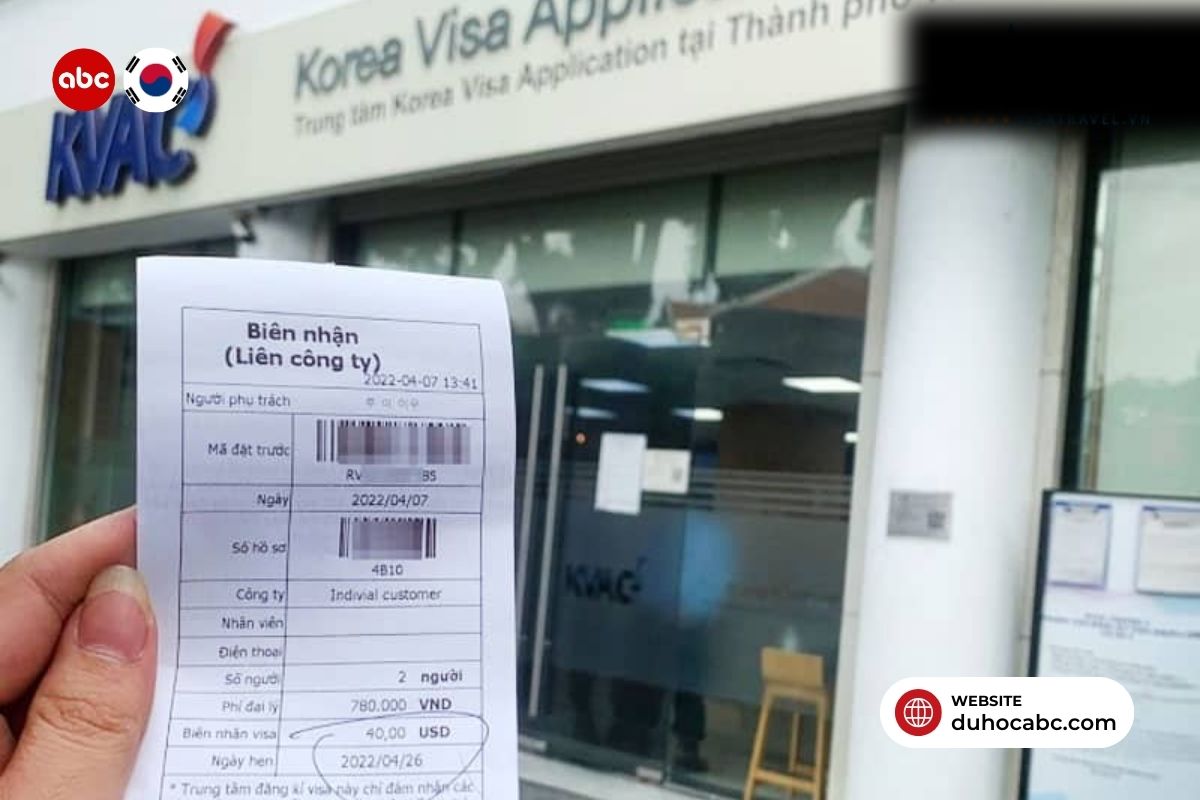 abc
KVAC
Korea Visa Applica
Trung tâm Korea Visa Application tại Thành phố
TRAVEL.VN
Biên nhận
(Liên công ty)
2022-04-07 13:41
Người phụ trách
Mã đặt trước
RV 85
Ngày 2022/04/07
Số hồ sơ
4B10
Công ty Indivial customer
Nhân viên
Điện thoại
Số người 2 người
Phí đại lý 780.000 VND
Biên nhận visa 40,00 USD
Ngày hẹn 2022/04/26
* Trung tâm đăng kí visa này chỉ đảm nhận các
KVAC
WEBSITE
duhocabc.com